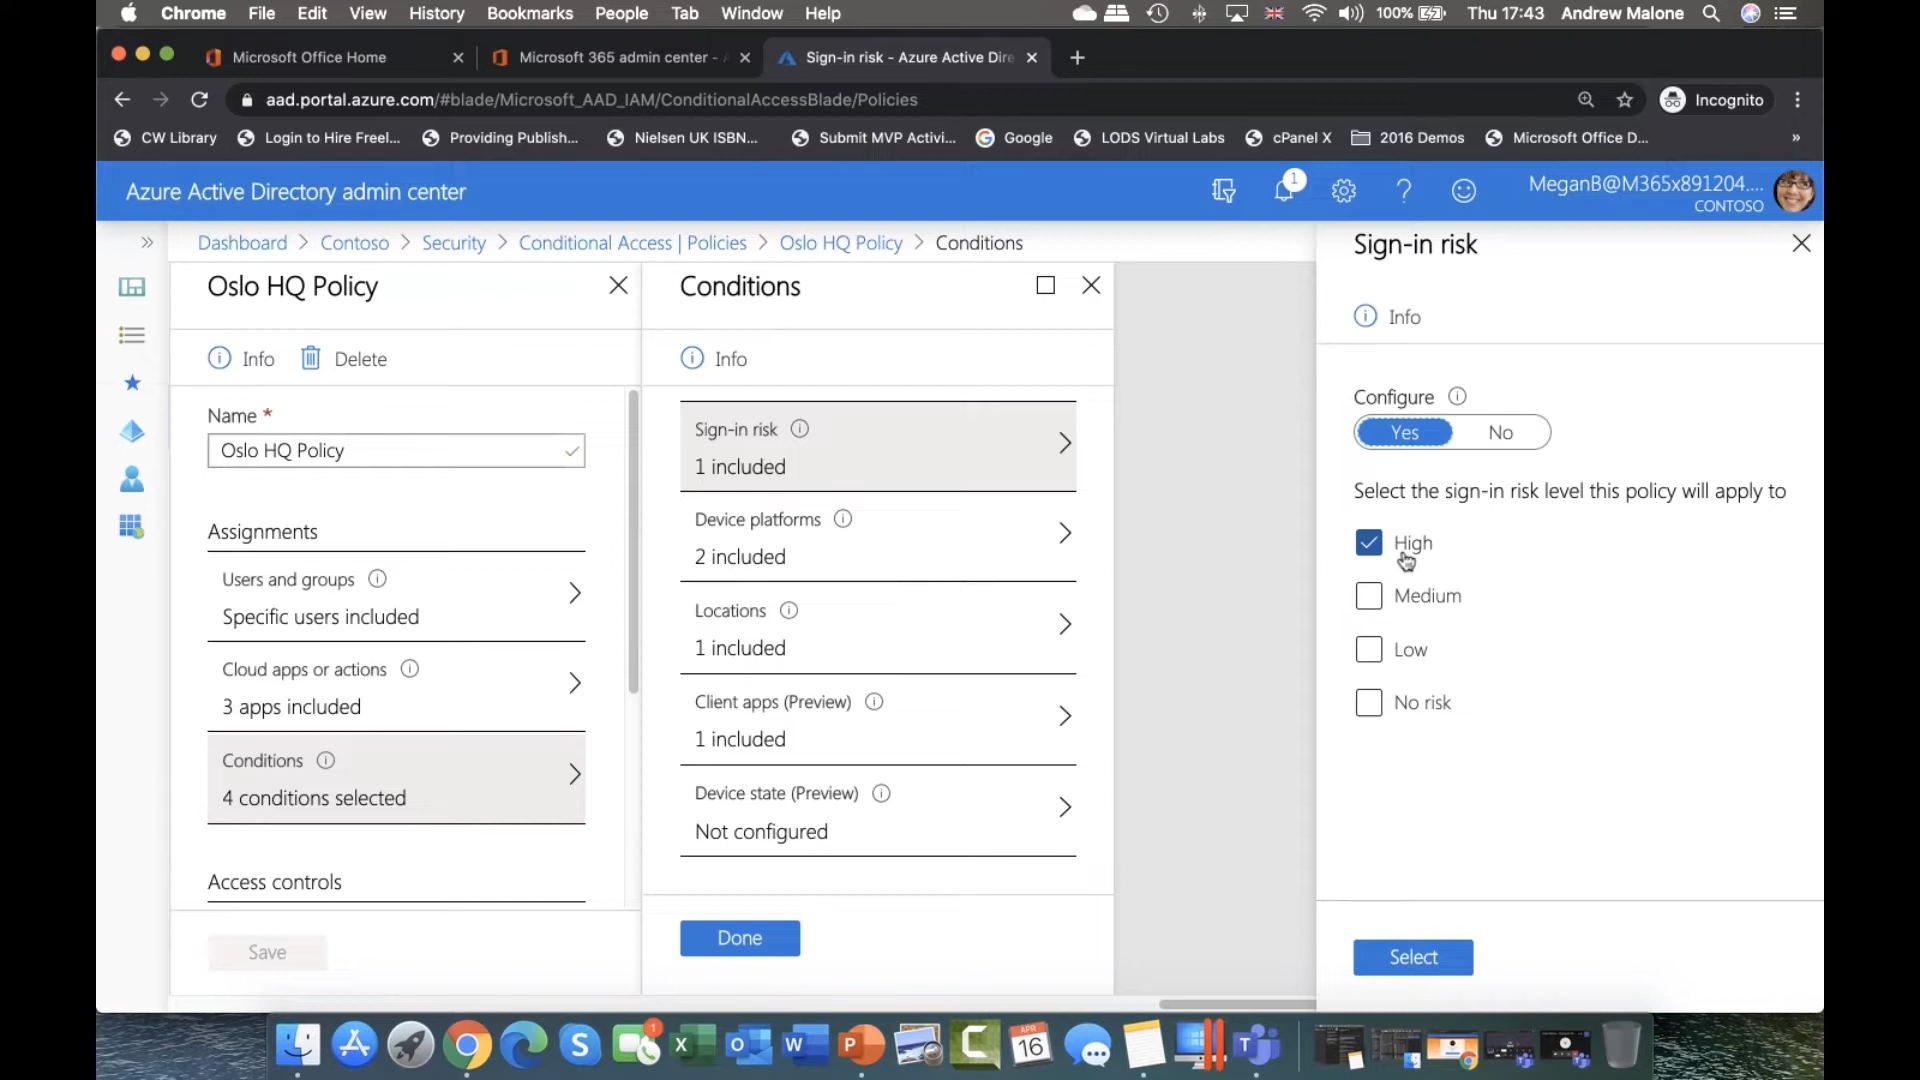 Chrome File Edit View History Bookmarks People Tab Window Help 100% Thu 17:43 Andrew Malone
Microsoft Office Home
Microsoft 365 admin center -
Sign-in risk - Azure Active Dire
aad.portal.azure.com/#blade/Microsoft_AAD_IAM/ConditionalAccessBlade/Policies
Incognito
CW Library Login to Hire Freel... Providing Publish... Nielsen UK ISBN... Submit MVP Activi... Google LODS Virtual Labs cPanel X 2016 Demos Microsoft Office D... »
Azure Active Directory admin center
1
MeganB@M365x891204....
CONTOSO
Dashboard > Contoso > Security > Conditional Access | Policies > Oslo HQ Policy > Conditions
Oslo HQ Policy
Info Delete
Name *
Oslo HQ Policy
Assignments
Users and groups
Specific users included
Cloud apps or actions
3 apps included
Conditions
4 conditions selected
Access controls
Save
Conditions
Info
Sign-in risk
1 included
Device platforms
2 included
Locations
1 included
Client apps (Preview)
1 included
Device state (Preview)
Not configured
Done
Sign-in risk
Info
Configure
Yes No
Select the sign-in risk level this policy will apply to
High
Medium
Low
No risk
Select
1
APR
16